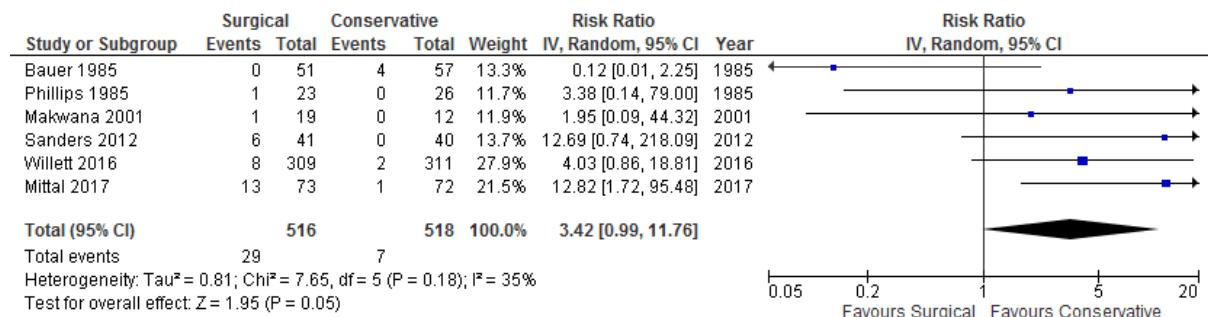 Surgical Conservative Risk Ratio Risk Ratio
Study or Subgroup Events Total Events Total Weight IV, Random, 95% CI Year IV, Random, 95% CI
Bauer 1985 0 51 4 57 13.3% 0.12 [0.01, 2.25] 1985
Phillips 1985 1 23 0 26 11.7% 3.38 [0.14, 79.00] 1985
Makwana 2001 1 19 0 12 11.9% 1.95 [0.09, 44.32] 2001
Sanders 2012 6 41 0 40 13.7% 12.69 [0.74, 218.09] 2012
Willett 2016 8 309 2 311 27.9% 4.03 [0.86, 18.81] 2016
Mittal 2017 13 73 1 72 21.5% 12.82 [1.72, 95.48] 2017
Total (95% CI) 516 518 100.0% 3.42 [0.99, 11.76]
Total events 29 7
Heterogeneity: Tau² = 0.81; Chi² = 7.65, df = 5 (P = 0.18); I² = 35%
Test for overall effect: Z = 1.95 (P = 0.05)
0.05 0.2 1 5 20
Favours Surgical Favours Conservative